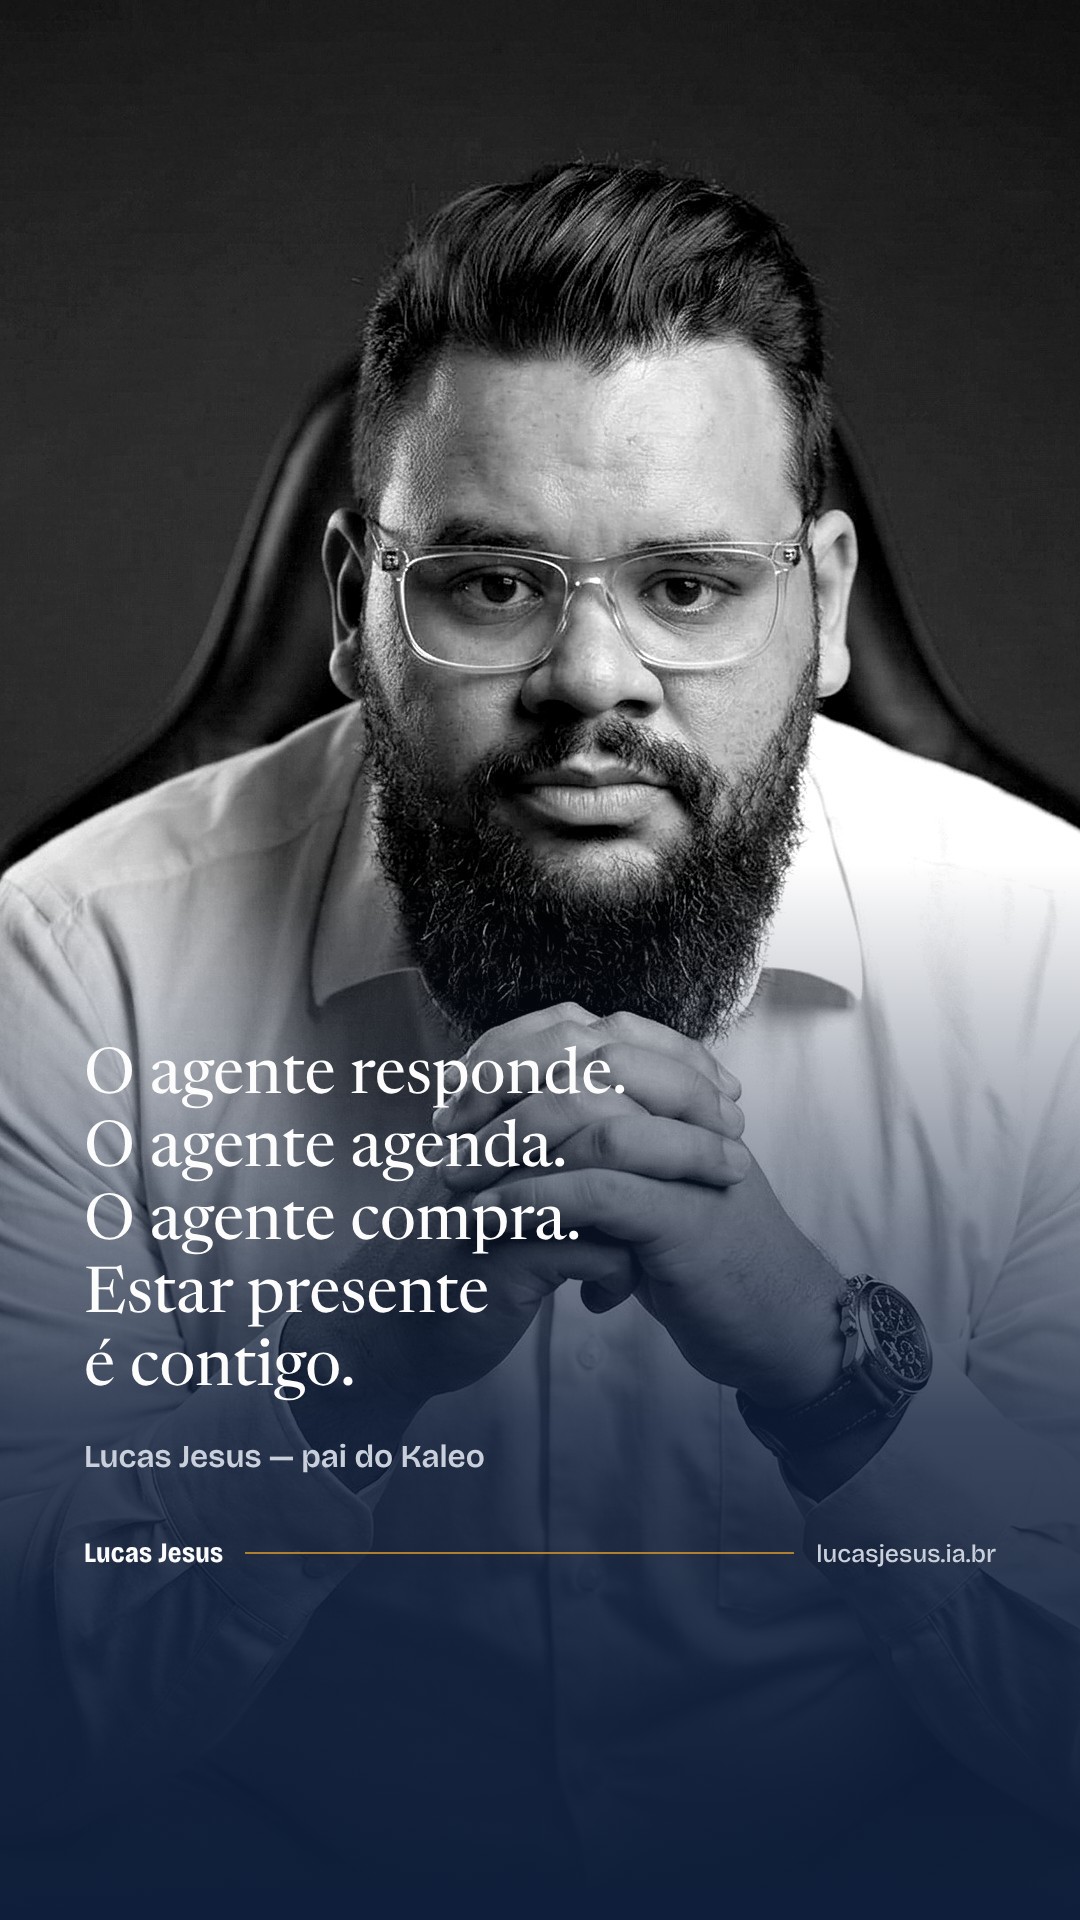 O agente responde.
O agente agenda.
O agente compra.
Estar presente
é contigo.
Lucas Jesus — pai do Kaleo
Lucas Jesus
lucasjesus.ia.br